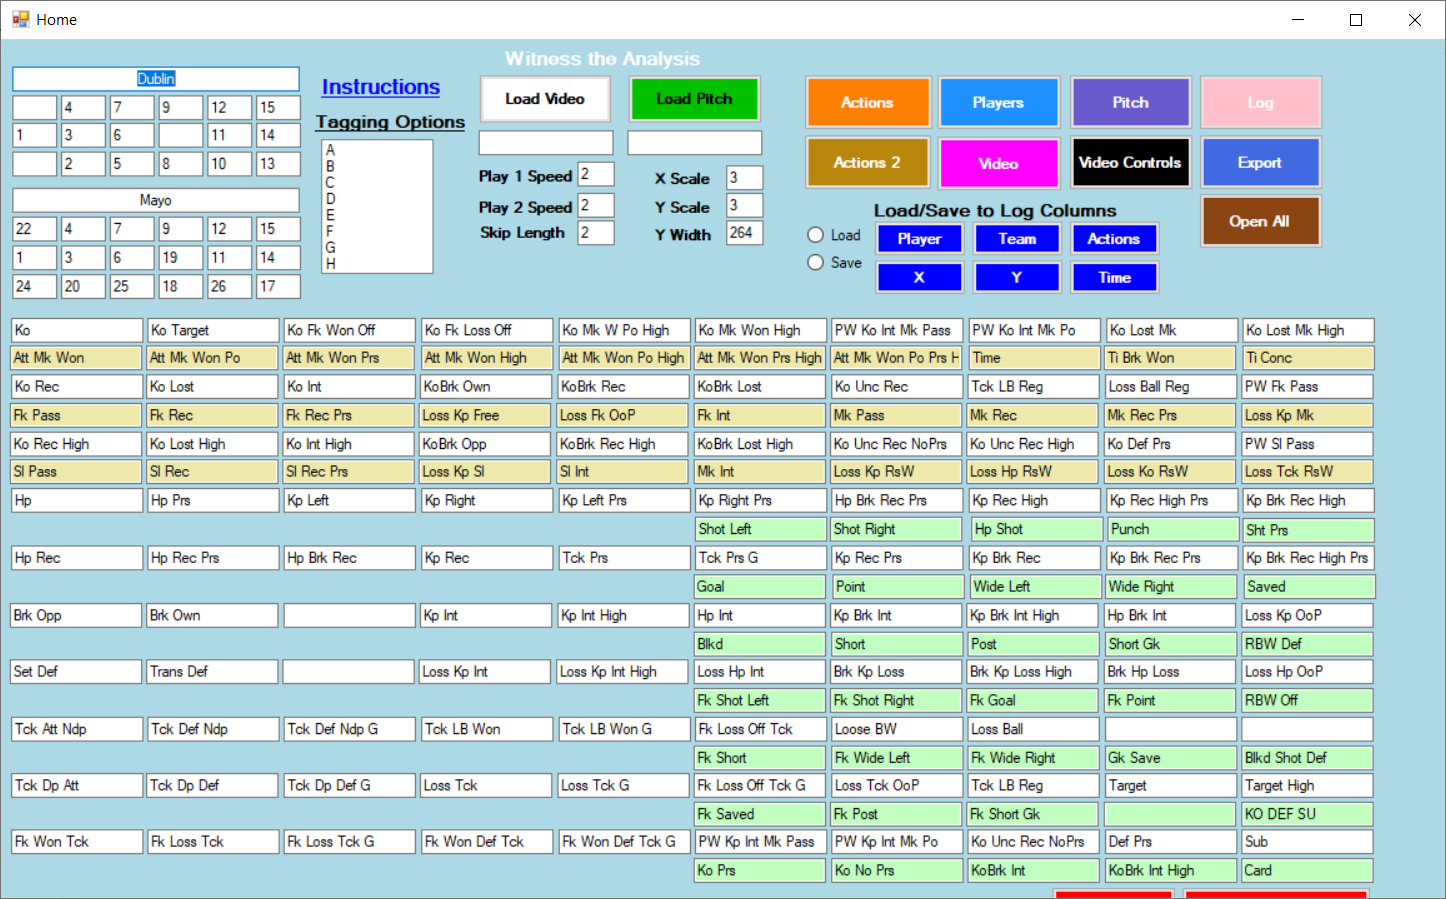 Home
Witness the Analysis
Dublin
4 7 9 12 15
1 3 6 11 14
2 5 8 10 13
Mayo
22 4 7 9 12 15
1 3 6 19 11 14
24 20 25 18 26 17
Instructions
Tagging Options
A
B
C
D
E
F
G
H
Load Video Load Pitch
Play 1 Speed 2 X Scale 3
Play 2 Speed 2 Y Scale 3
Skip Length 2 Y Width 264
Actions Players Pitch Log
Actions 2 Video Video Controls Export
Open All
Load/Save to Log Columns
Load Player Team Actions
Save X Y Time
Ko Ko Target Ko Fk Won Off Ko Fk Loss Off Ko Mk W Po High Ko Mk Won High PW Ko Int Mk Pass PW Ko Int Mk Po Ko Lost Mk Ko Lost Mk High
Att Mk Won Att Mk Won Po Att Mk Won Prs Att Mk Won High Att Mk Won Po High Att Mk Won Prs High Att Mk Won Po Prs H Time Ti Brk Won Ti Conc
Ko Rec Ko Lost Ko Int KoBrk Own KoBrk Rec KoBrk Lost Ko Unc Rec Tck LB Reg Loss Ball Reg PW Fk Pass
Fk Pass Fk Rec Fk Rec Prs Loss Kp Free Loss Fk OoP Fk Int Mk Pass Mk Rec Mk Rec Prs Loss Kp Mk
Ko Rec High Ko Lost High Ko Int High KoBrk Opp KoBrk Rec High KoBrk Lost High Ko Unc Rec NoPrs Ko Unc Rec High Ko Def Prs PW Sl Pass
Sl Pass Sl Rec Sl Rec Prs Loss Kp Sl Sl Int Mk Int Loss Kp RsW Loss Hp RsW Loss Ko RsW Loss Tck RsW
Hp Hp Prs Kp Left Kp Right Kp Left Prs Kp Right Prs Hp Brk Rec Prs Kp Rec High Kp Rec High Prs Kp Brk Rec High
Shot Left Shot Right Hp Shot Punch Sht Prs
Hp Rec Hp Rec Prs Hp Brk Rec Kp Rec Tck Prs Tck Prs G Kp Rec Prs Kp Brk Rec Kp Brk Rec Prs Kp Brk Rec High Prs
Goal Point Wide Left Wide Right Saved
Brk Opp Brk Own Kp Int Kp Int High Hp Int Kp Brk Int Kp Brk Int High Hp Brk Int Loss Kp OoP
Blkd Short Post Short Gk RBW Def
Set Def Trans Def Loss Kp Int Loss Kp Int High Loss Hp Int Brk Kp Loss Brk Kp Loss High Brk Hp Loss Loss Hp OoP
Fk Shot Left Fk Shot Right Fk Goal Fk Point RBW Off
Tck Att Ndp Tck Def Ndp Tck Def Ndp G Tck LB Won Tck LB Won G Fk Loss Off Tck Loose BW Loss Ball
Fk Short Fk Wide Left Fk Wide Right Gk Save Blkd Shot Def
Tck Dp Att Tck Dp Def Tck Dp Def G Loss Tck Loss Tck G Fk Loss Off Tck G Loss Tck OoP Tck LB Reg Target Target High
Fk Saved Fk Post Fk Short Gk KO DEF SU
Fk Won Tck Fk Loss Tck Fk Loss Tck G Fk Won Def Tck Fk Won Def Tck G PW Kp Int Mk Pass PW Kp Int Mk Po Ko Unc Rec NoPrs Def Prs Sub
Ko Prs Ko No Prs KoBrk Int KoBrk Int High Card